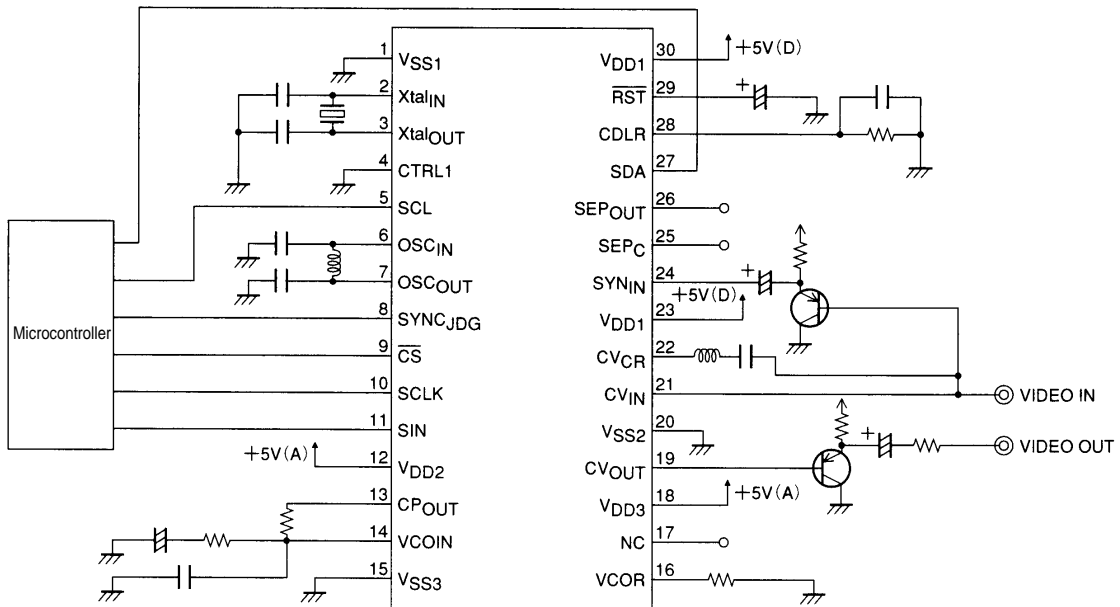 1 VSS1
2 XtalIN
3 XtalOUT
4 CTRL1
5 SCL
6 OSCIN
7 OSCOUT
8 SYNCJDG
9 C̅S̅
10 SCLK
11 SIN
+5V(A)
12 VDD2
13 CPOUT
14 VCOIN
15 VSS3
Microcontroller
VDD1 30 +5V(D)
R̅S̅T̅ 29 +
CDLR 28
SDA 27
SEPOUT 26
SEPC 25
SYNIN 24 +
VDD1 23 +5V(D)
CVCR 22
CVIN 21 VIDEO IN
VSS2 20
+ VIDEO OUT
CVOUT 19
VDD3 18 +5V(A)
NC 17
VCOR 16